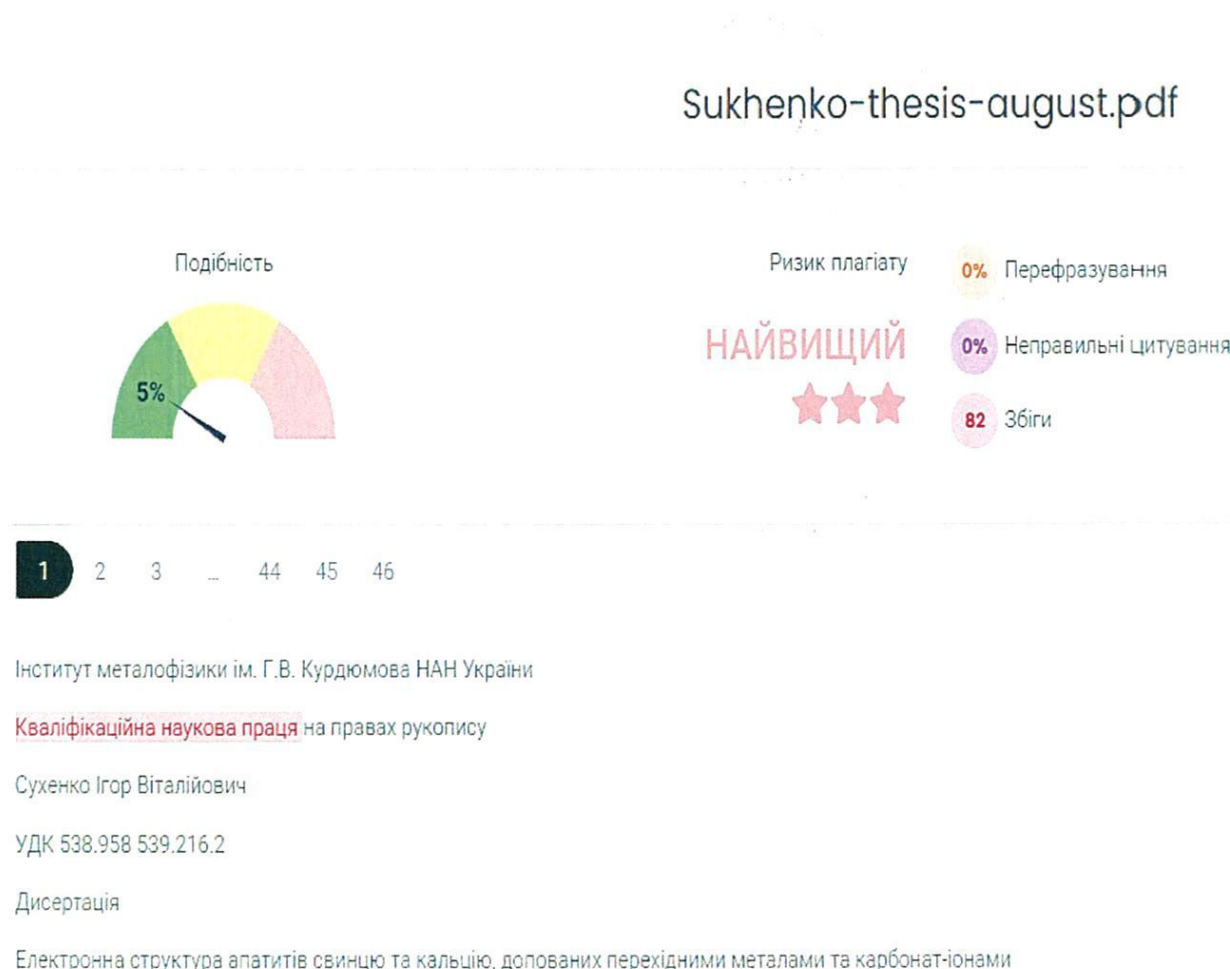 Sukhenko-thesis-august.pdf
Подібність
5%
Ризик плагіату
НАЙВИЩИЙ
0% Перефразування
0% Неправильні цитування
82 Збіги
1 2 3 ... 44 45 46
Інститут металофізики ім. Г.В. Курдюмова НАН України
Кваліфікаційна наукова праця на правах рукопису
Сухенко Ігор Віталійович
УДК 538.958 539.216.2
Дисертація
Електронна структура апатитів свинцю та кальцію, допованих перехідними металами та карбонат-іонами